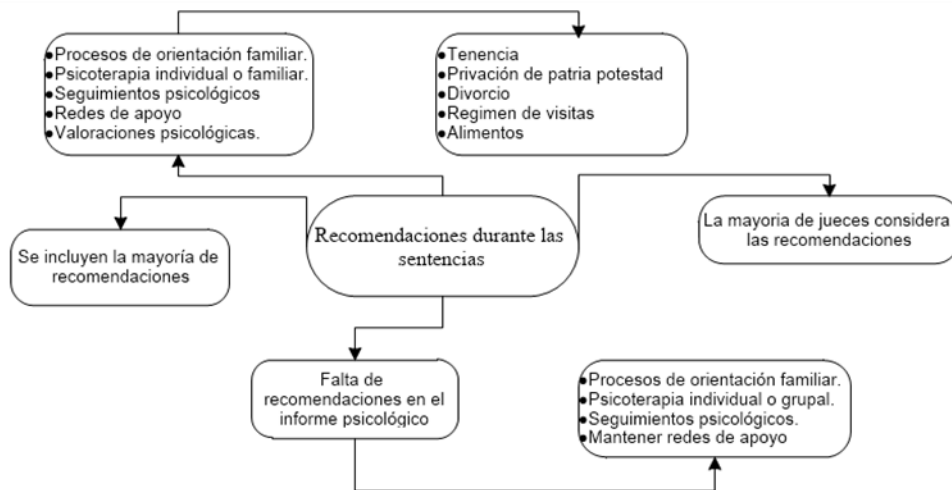 ●Procesos de orientación familiar.
●Psicoterapia individual o familiar.
●Seguimientos psicológicos
●Redes de apoyo
●Valoraciones psicológicas.
●Tenencia
●Privación de patria potestad
●Divorcio
●Regimen de visitas
●Alimentos
Se incluyen la mayoría de
recomendaciones
Recomendaciones durante las
sentencias
La mayoria de jueces considera
las recomendaciones
Falta de
recomendaciones en el
informe psicológico
●Procesos de orientación familiar.
●Psicoterapia individual o grupal.
●Seguimientos psicológicos.
●Mantener redes de apoyo